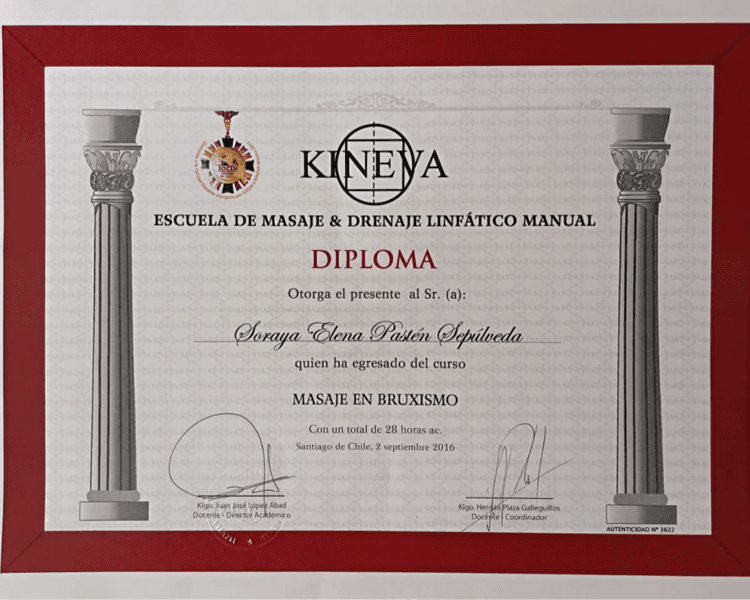 KINEVA
ESCUELA DE MASAJE & DRENAJE LINFÁTICO MANUAL
DIPLOMA
Otorga el presente al Sr. (a):
Soraya Elena Pastén Sepúlveda
quien ha egresado del curso
MASAJE EN BRUXISMO
Con un total de 28 horas ac.
Santiago de Chile, 2 septiembre 2016
Klgo. Juan José López Abad
Docente - Director Académico
Klgo. Hernán Plaza Galleguillos
Docente - Coordinador
AUTENTICIDAD Nº 3622